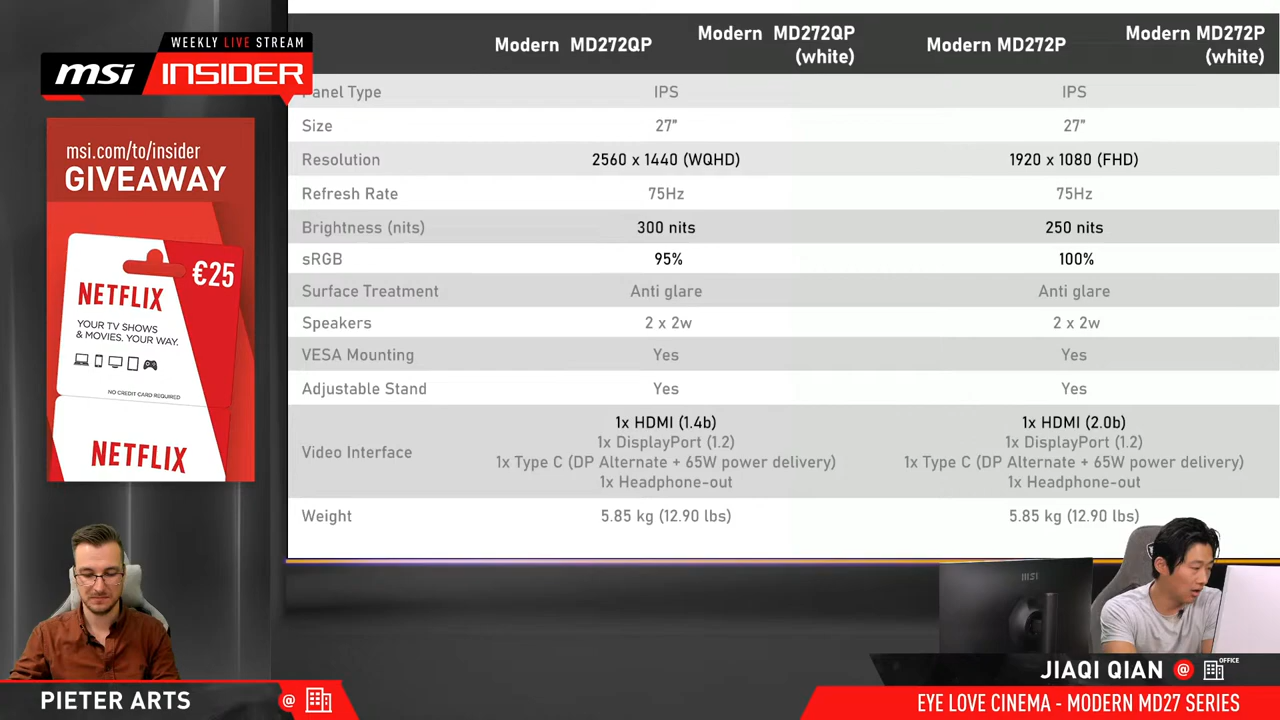 WEEKLY LIVE STREAM
msi INSIDER
msi.com/to/insider
GIVEAWAY
€25
NETFLIX
YOUR TV SHOWS
& MOVIES. YOUR WAY.
NO CREDIT CARD REQUIRED
NETFLIX
Modern MD272QP
Modern MD272QP
(white)
Modern MD272P
Modern MD272P
(white)
Panel Type IPS IPS
Size 27” 27”
Resolution 2560 x 1440 (WQHD) 1920 x 1080 (FHD)
Refresh Rate 75Hz 75Hz
Brightness (nits) 300 nits 250 nits
sRGB 95% 100%
Surface Treatment Anti glare Anti glare
Speakers 2 x 2w 2 x 2w
VESA Mounting Yes Yes
Adjustable Stand Yes Yes
Video Interface
1x HDMI (1.4b)
1x DisplayPort (1.2)
1x Type C (DP Alternate + 65W power delivery)
1x Headphone-out
1x HDMI (2.0b)
1x DisplayPort (1.2)
1x Type C (DP Alternate + 65W power delivery)
1x Headphone-out
Weight 5.85 kg (12.90 lbs) 5.85 kg (12.90 lbs)
msi
PIETER ARTS @
JIAQI QIAN @ OFFICE
EYE LOVE CINEMA - MODERN MD27 SERIES